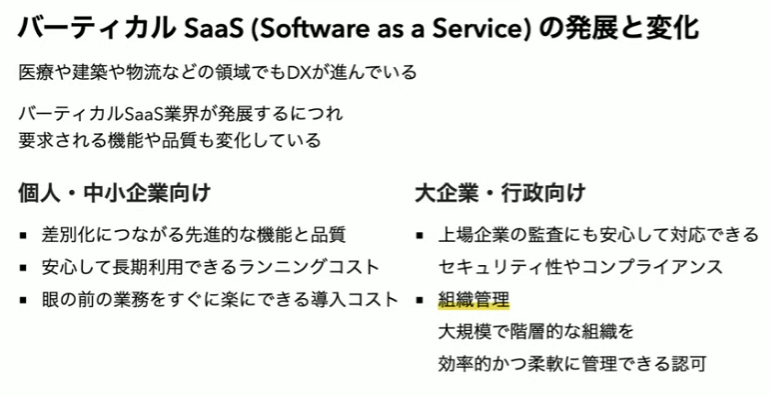 バーティカル SaaS (Software as a Service) の発展と変化
医療や建築や物流などの領域でもDXが進んでいる
バーティカルSaaS業界が発展するにつれ
要求される機能や品質も変化している
個人・中小企業向け
▪ 差別化につながる先進的な機能と品質
▪ 安心して長期利用できるランニングコスト
▪ 眼の前の業務をすぐに楽にできる導入コスト
大企業・行政向け
▪ 上場企業の監査にも安心して対応できる
セキュリティ性やコンプライアンス
▪ 組織管理
大規模で階層的な組織を
効率的かつ柔軟に管理できる認可